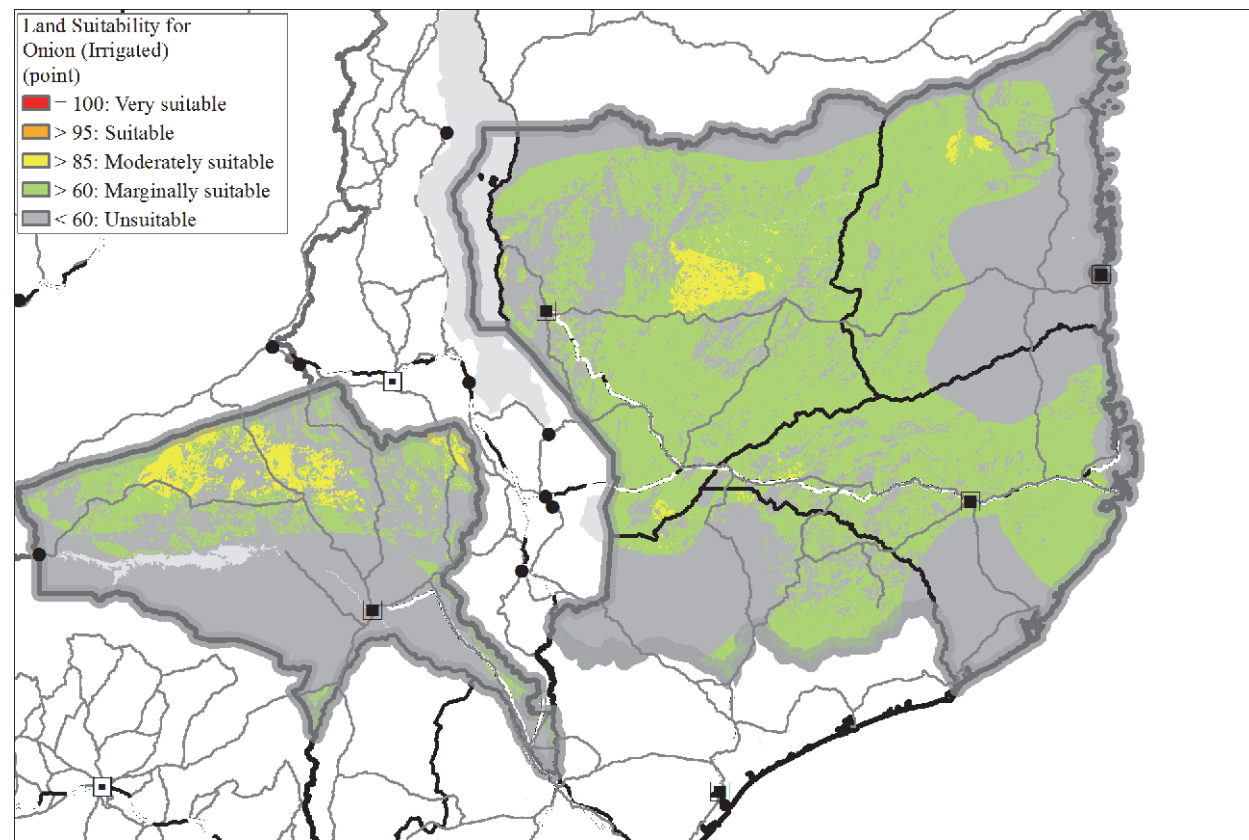 Land Suitability for
Onion (Irrigated)
(point)
= 100: Very suitable
> 95: Suitable
> 85: Moderately suitable
> 60: Marginally suitable
< 60: Unsuitable